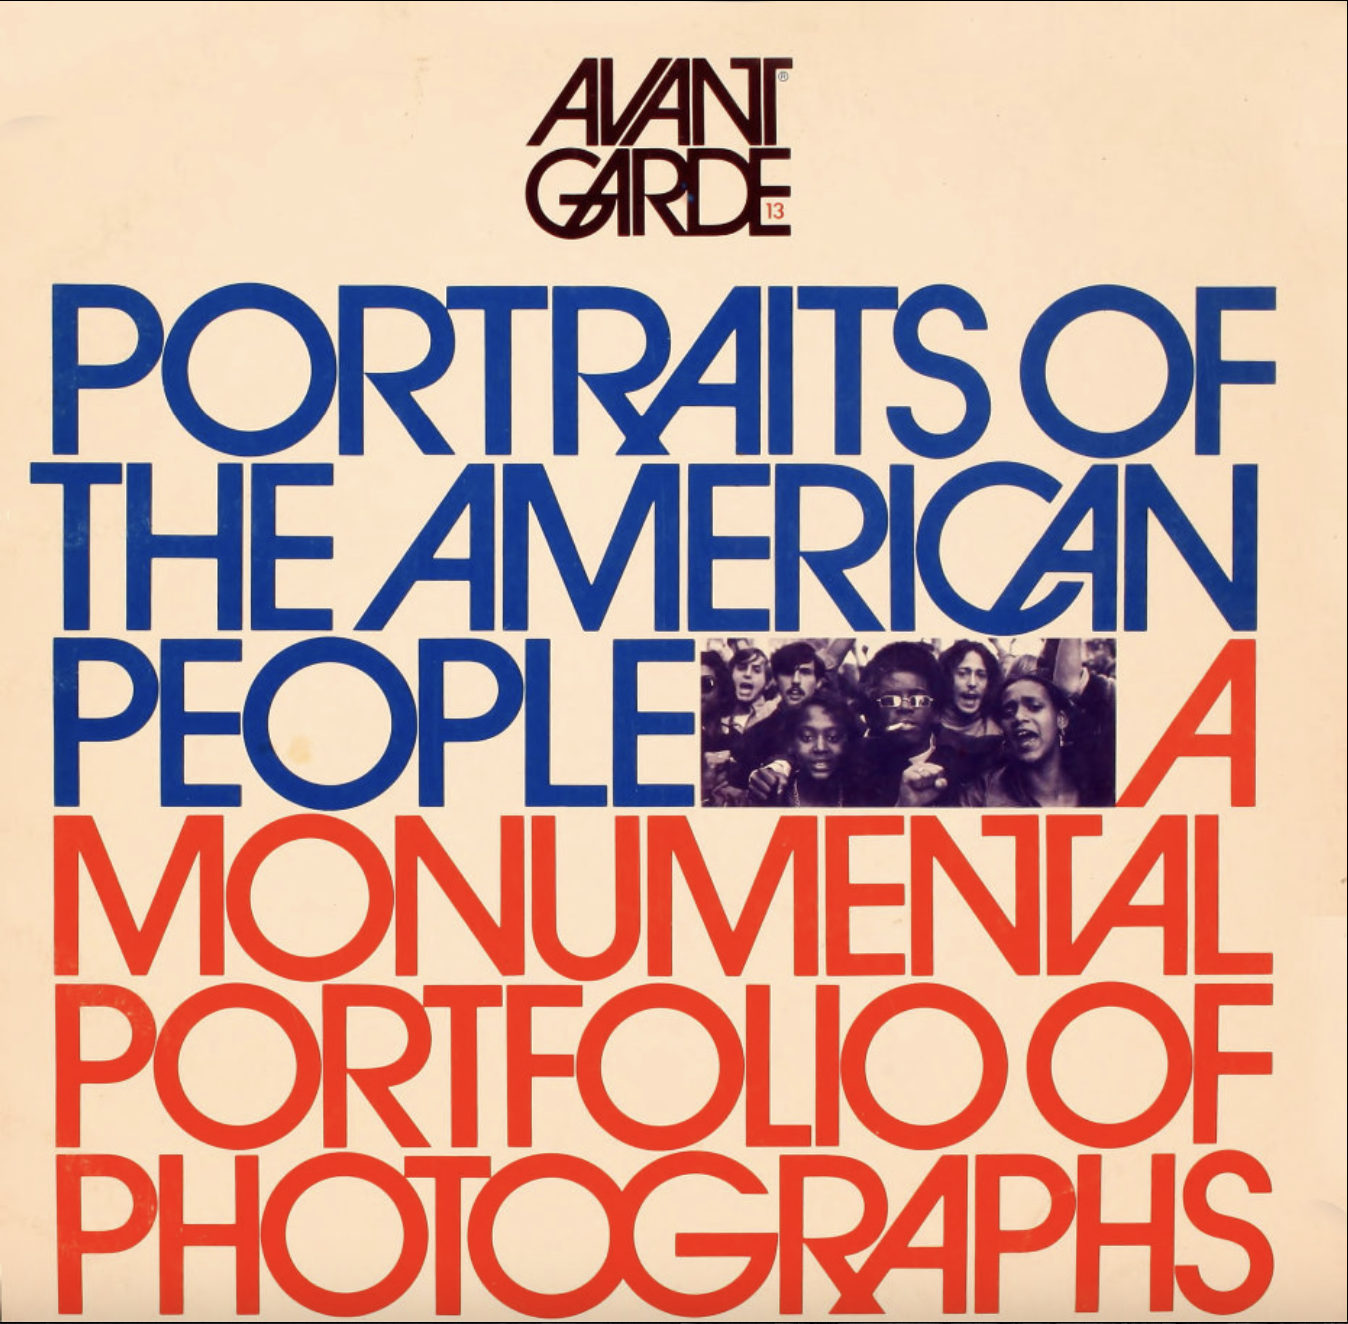 AVANT®
GARDE 13
PORTRAITS OF
THE AMERICAN
PEOPLE A
MONUMENTAL
PORTFOLIO OF
PHOTOGRAPHS